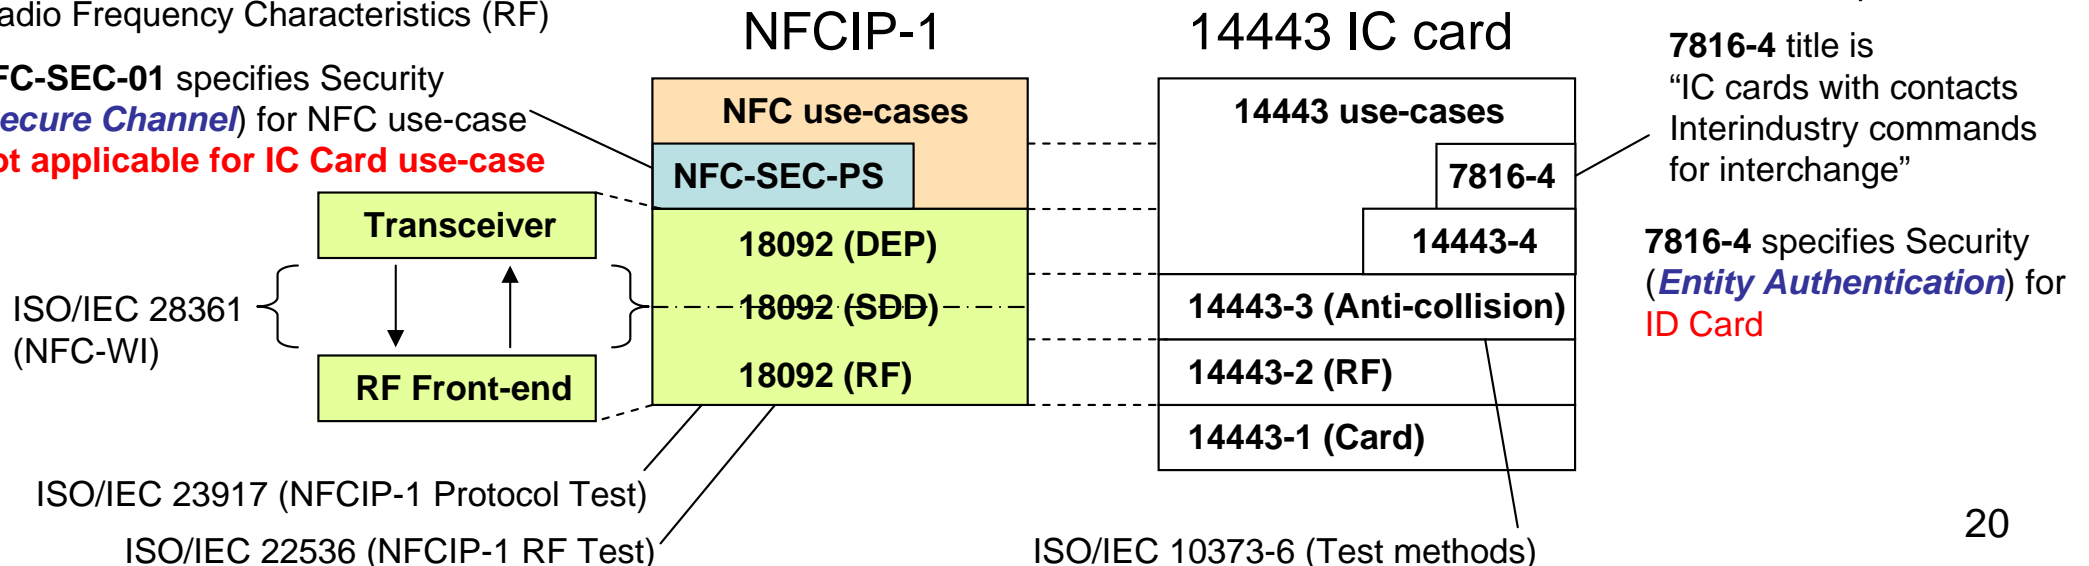 adio Frequency Characteristics (RF)
FC-SEC-01 specifies Security
ecure Channel) for NFC use-case
ot applicable for IC Card use-case
Transceiver
ISO/IEC 28361
(NFC-WI)
RF Front-end
NFCIP-1
NFC use-cases
NFC-SEC-PS
18092 (DEP)
18092 (SDD)
18092 (RF)
ISO/IEC 23917 (NFCIP-1 Protocol Test)
ISO/IEC 22536 (NFCIP-1 RF Test)
14443 IC card
14443 use-cases
7816-4
14443-4
14443-3 (Anti-collision)
14443-2 (RF)
14443-1 (Card)
ISO/IEC 10373-6 (Test methods)
7816-4 title is
“IC cards with contacts
Interindustry commands
for interchange”
7816-4 specifies Security
(Entity Authentication) for
ID Card
20